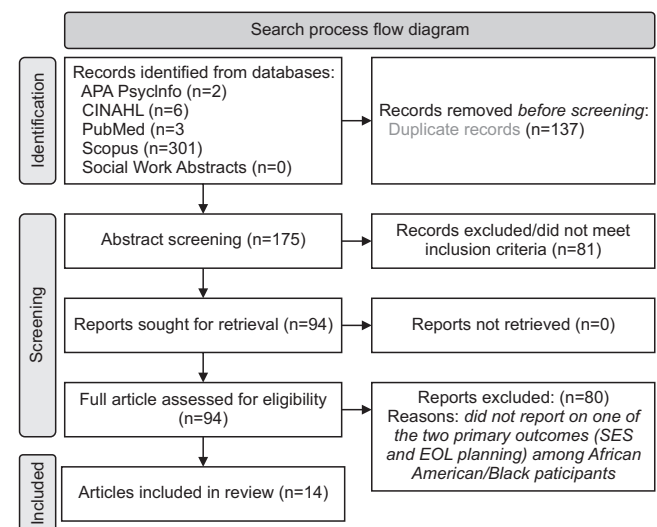 Search process flow diagram
Identification
Records identified from databases:
APA PsycInfo (n=2)
CINAHL (n=6)
PubMed (n=3
Scopus (n=301)
Social Work Abstracts (n=0)
Records removed before screening:
Duplicate records (n=137)
Screening
Abstract screening (n=175)
Records excluded/did not meet
inclusion criteria (n=81)
Reports sought for retrieval (n=94)
Reports not retrieved (n=0)
Full article assessed for eligibility
(n=94)
Reports excluded: (n=80)
Reasons: did not report on one of
the two primary outcomes (SES
and EOL planning) among African
American/Black paticipants
Included
Articles included in review (n=14)